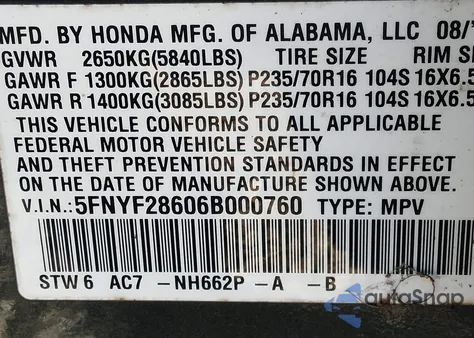 MFD. BY HONDA MFG. OF ALABAMA, LLC 08/
GVWR 2650KG(5840LBS) TIRE SIZE RIM SI
GAWR F 1300KG(2865LBS) P235/70R16 104S 16X6.5
GAWR R 1400KG(3085LBS) P235/70R16 104S 16X6.5
THIS VEHICLE CONFORMS TO ALL APPLICABLE
FEDERAL MOTOR VEHICLE SAFETY
AND THEFT PREVENTION STANDARDS IN EFFECT
ON THE DATE OF MANUFACTURE SHOWN ABOVE.
V.I.N.:5FNYF28606B000760 TYPE: MPV
STW6 AC7 -NH662P -A -B
autoSnap